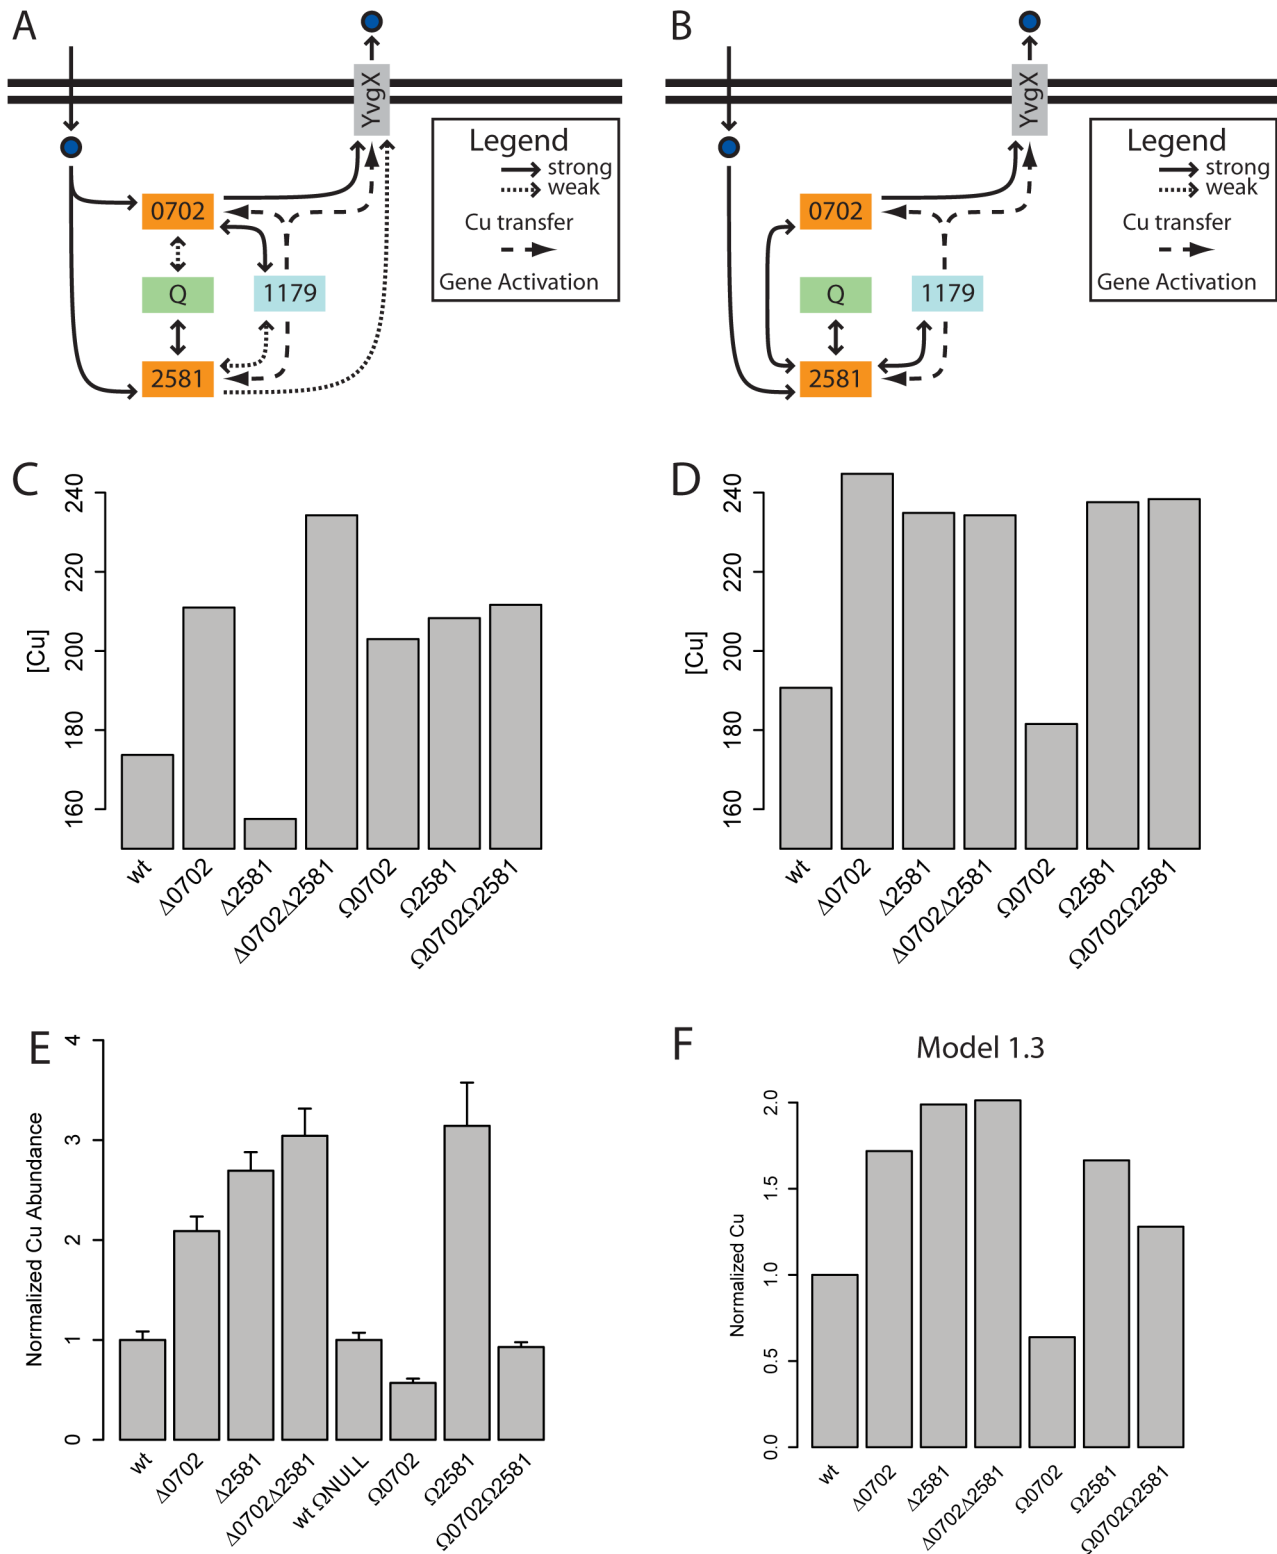 A
YvgX
Legend
strong
weak
Cu transfer
Gene Activation
0702
Q
1179
2581
B
YvgX
Legend
strong
weak
Cu transfer
Gene Activation
0702
Q
1179
2581
C
[Cu]
240
220
200
180
160
wt
Δ0702
Δ2581
Δ0702Δ2581
Ω0702
Ω2581
Ω0702Ω2581
D
[Cu]
240
220
200
180
160
wt
Δ0702
Δ2581
Δ0702Δ2581
Ω0702
Ω2581
Ω0702Ω2581
E
Normalized Cu Abundance
4
3
2
1
0
wt
Δ0702
Δ2581
Δ0702Δ2581
wt ΩNULL
Ω0702
Ω2581
Ω0702Ω2581
F
Model 1.3
Normalized Cu
2.0
1.5
1.0
0.5
0.0
wt
Δ0702
Δ2581
Δ0702Δ2581
Ω0702
Ω2581
Ω0702Ω2581